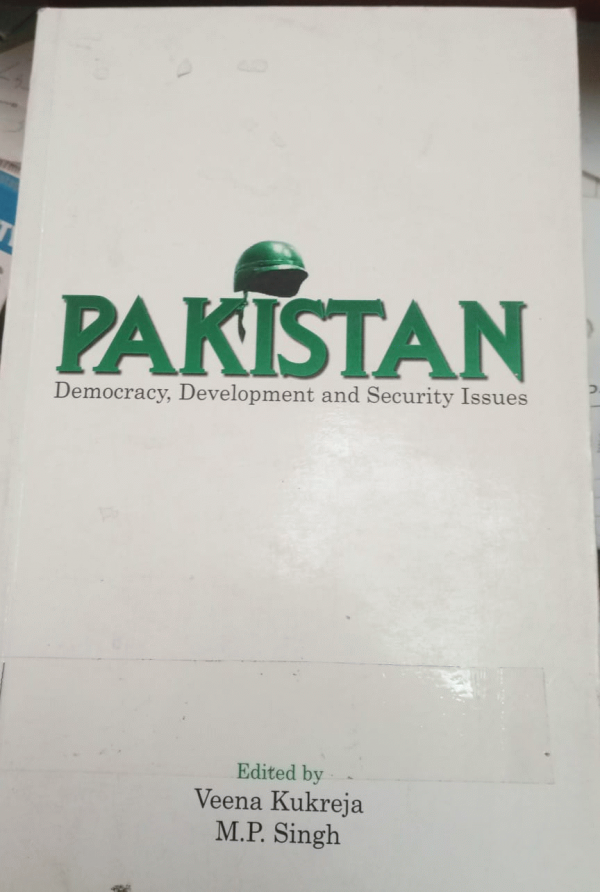 PAKISTAN
Democracy, Development and Security Issues
Edited by
Veena Kukreja
M.P. Singh